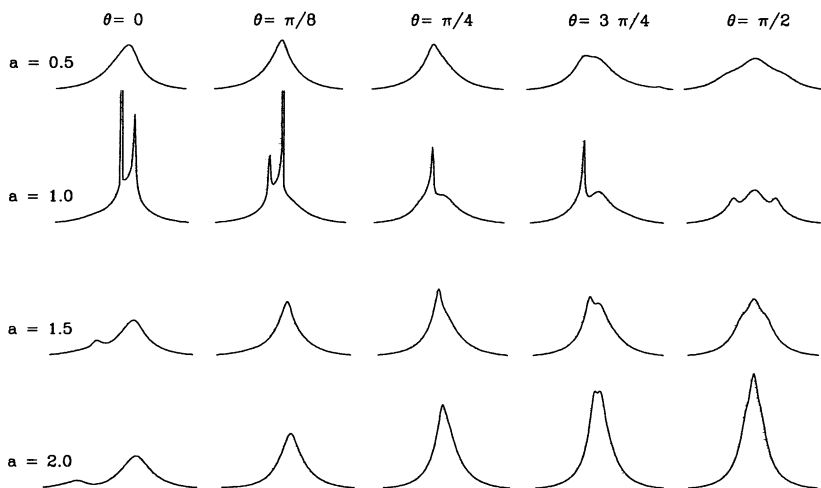 θ= 0 θ= π/8 θ= π/4 θ= 3 π/4 θ= π/2
a = 0.5
a = 1.0
a = 1.5
a = 2.0